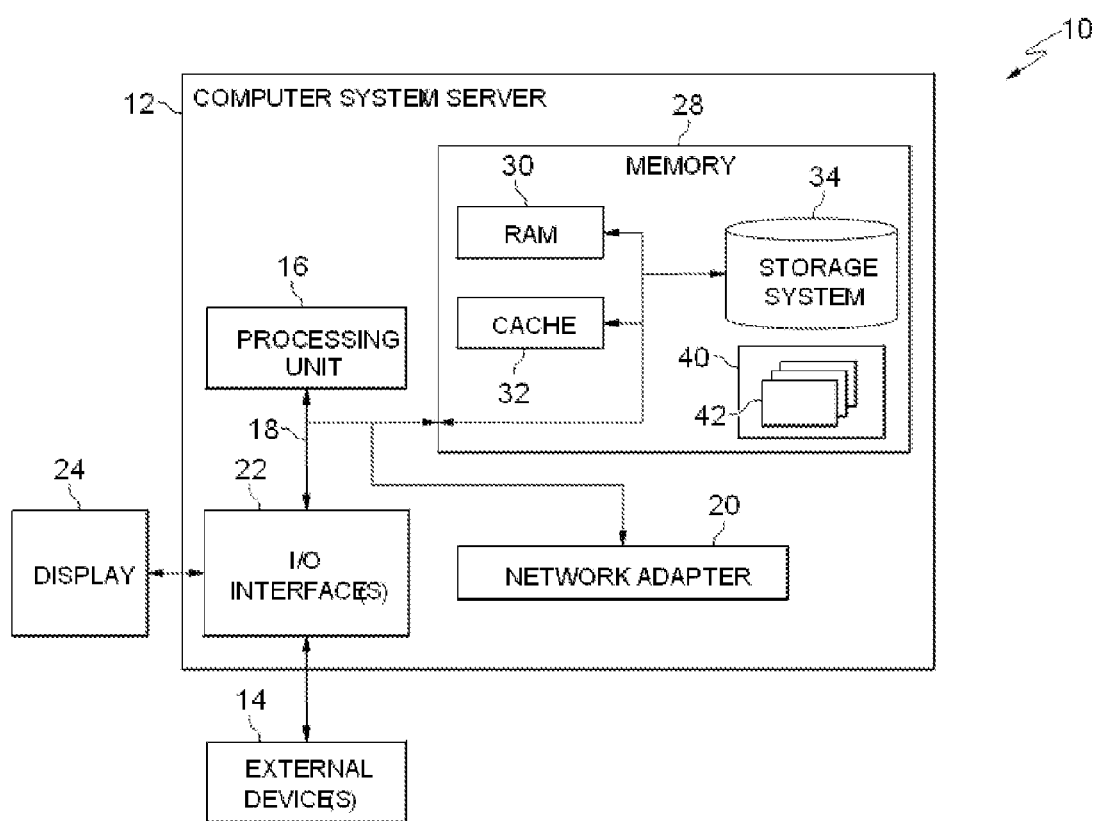 10
12
COMPUTER SYSTEM SERVER
28
MEMORY
30
RAM
34
STORAGE
SYSTEM
16
PROCESSING
UNIT
CACHE
32
40
42
18
24
DISPLAY
22
I/O
INTERFACE(S)
20
NETWORK ADAPTER
14
EXTERNAL
DEVICE(S)